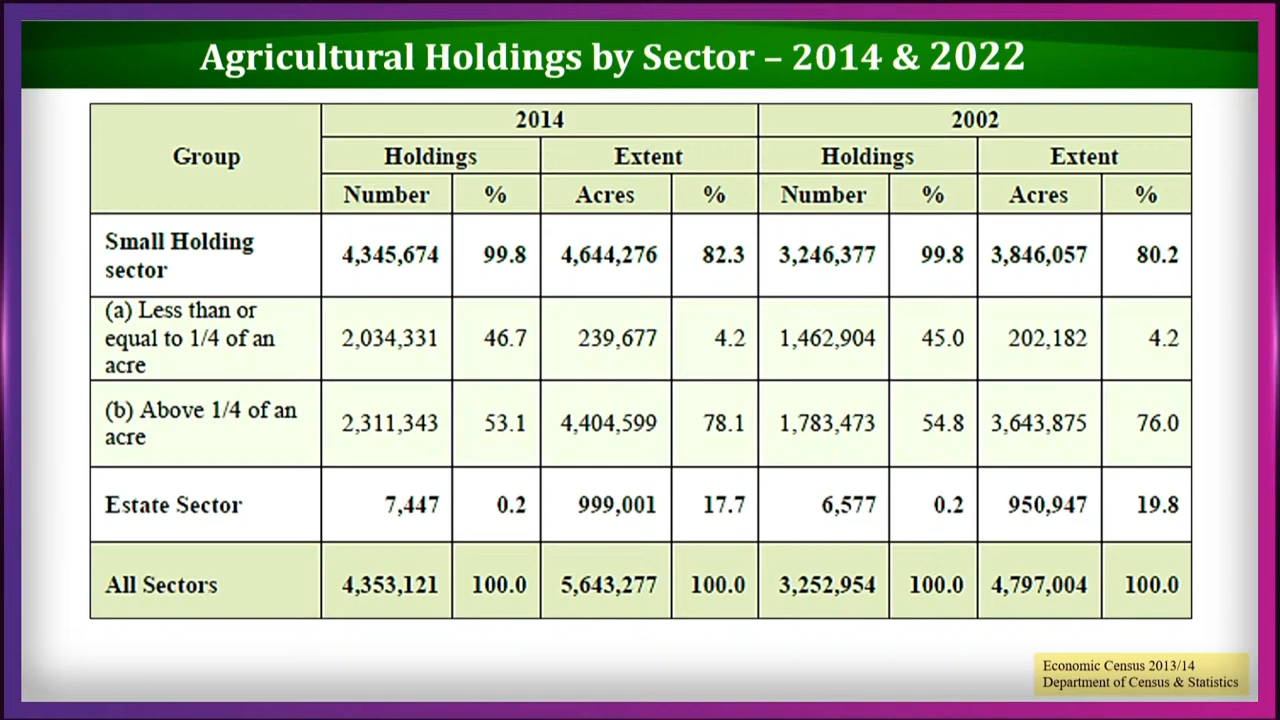 Agricultural Holdings by Sector – 2014 & 2022
Group 2014 2002
Holdings Extent Holdings Extent
Number % Acres % Number % Acres %
Small Holding
sector 4,345,674 99.8 4,644,276 82.3 3,246,377 99.8 3,846,057 80.2
(a) Less than or
equal to 1/4 of an
acre 2,034,331 46.7 239,677 4.2 1,462,904 45.0 202,182 4.2
(b) Above 1/4 of an
acre 2,311,343 53.1 4,404,599 78.1 1,783,473 54.8 3,643,875 76.0
Estate Sector 7,447 0.2 999,001 17.7 6,577 0.2 950,947 19.8
All Sectors 4,353,121 100.0 5,643,277 100.0 3,252,954 100.0 4,797,004 100.0
Economic Census 2013/14
Department of Census & Statistics